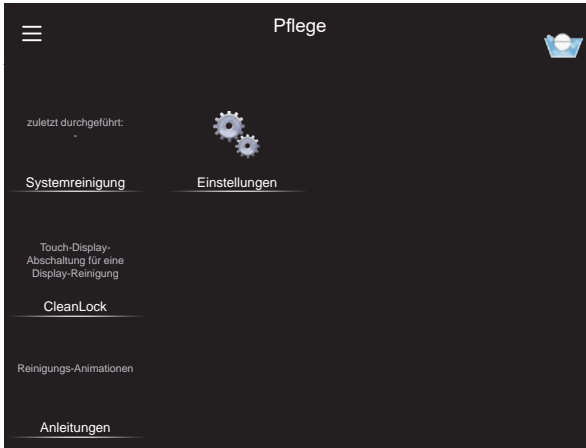 Pflege
zuletzt durchgeführt:
-
Systemreinigung
Einstellungen
Touch-Display-
Abschaltung für eine
Display-Reinigung
CleanLock
Reinigungs-Animationen
Anleitungen